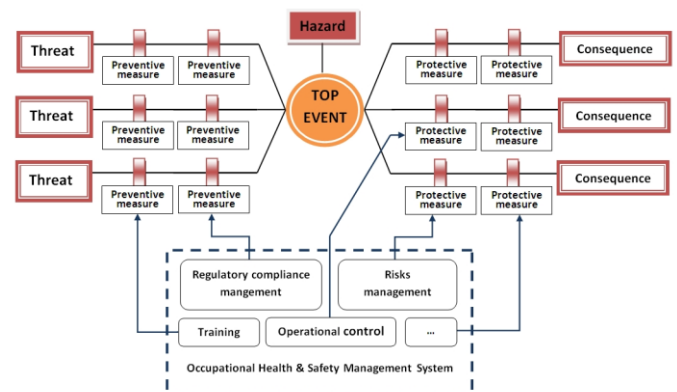 Hazard
Threat
Consequence
Preventive
measure
Preventive
measure
Protective
measure
Protective
measure
TOP
EVENT
Threat
Consequence
Preventive
measure
Preventive
measure
Protective
measure
Protective
measure
Threat
Consequence
Preventive
measure
Preventive
measure
Protective
measure
Protective
measure
Regulatory compliance
mangement
Risks
management
Training
Operational control
...
Occupational Health & Safety Management System